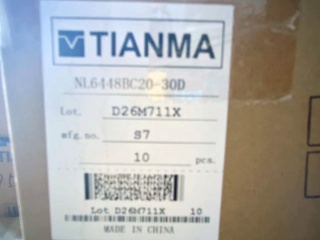 TIANMA
NL6448BC20-30D
Lot. D26M711X
mfg.no. S7
10 pcs.
Lot D26M711X 10
MADE IN CHINA